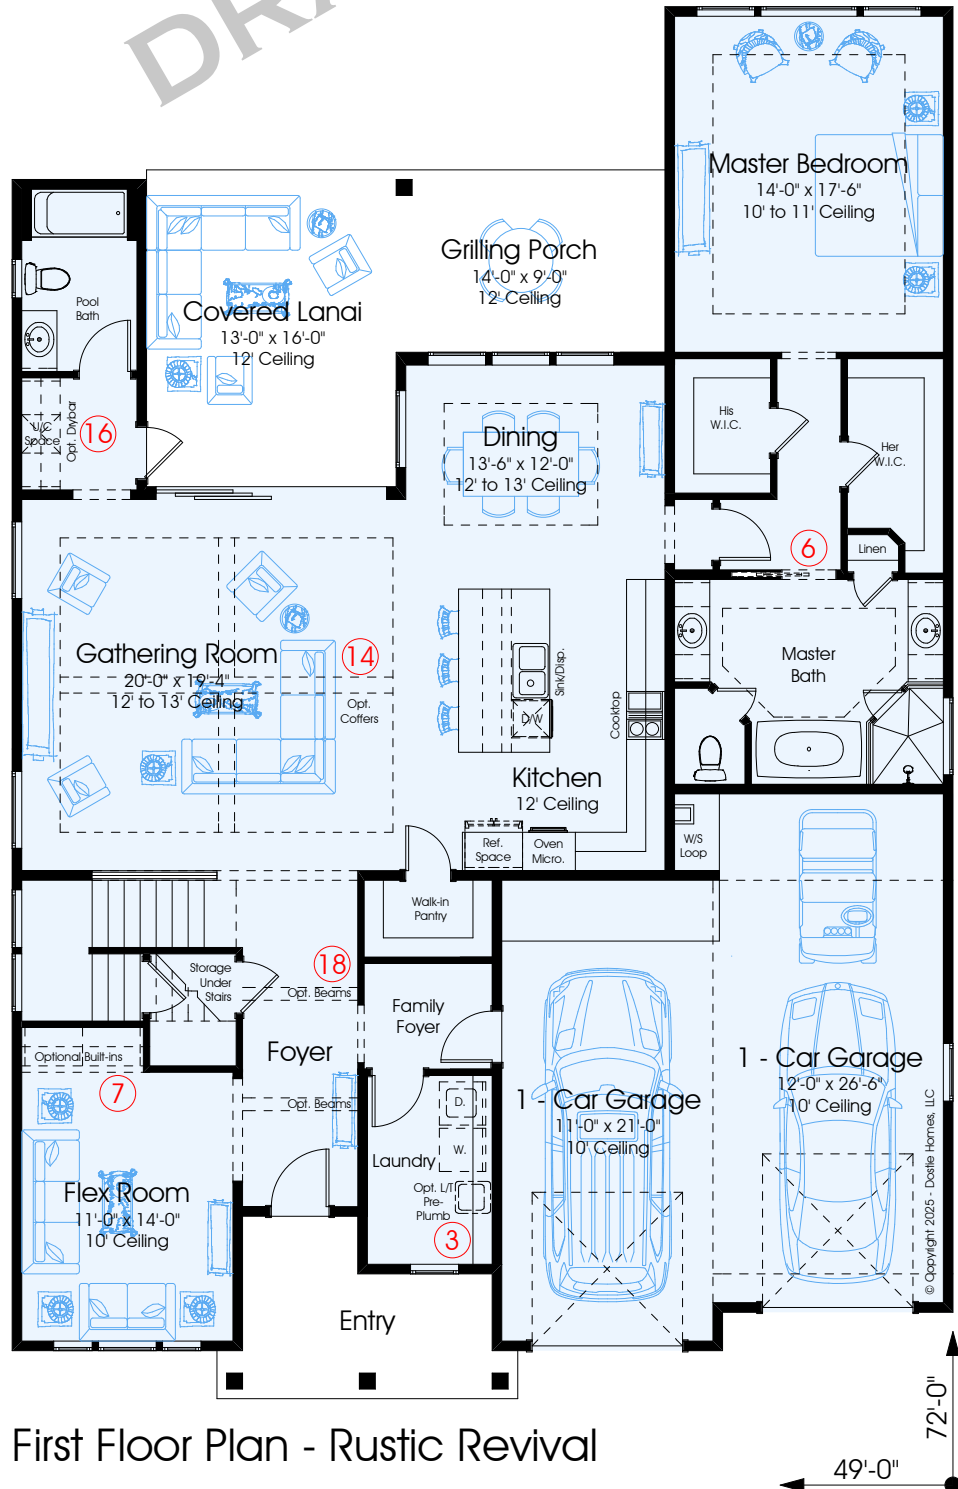 DRA
Master Bedroom
14'-0" x 17'-6"
10' to 11' Ceiling
Grilling Porch
14'-0" x 9'-0"
12' Ceiling
Covered Lanai
13'-0" x 16'-0"
12' Ceiling
Pool
Bath
U/C
Space
Opt. Drybar
16
Dining
13'-6" x 12'-0"
12' to 13' Ceiling
His
W.I.C.
Her
W.I.C.
6
Linen
Gathering Room
20'-0" x 19'-4"
12' to 13' Ceiling
14
Opt.
Coffers
Sink/Disp.
D/W
Cooktop
Kitchen
12' Ceiling
Ref.
Space
Oven
Micro.
Master
Bath
W/S
Loop
Walk-in
Pantry
Storage
Under
Stairs
18
Opt. Beams
Family
Foyer
Foyer
Optional Built-ins
7
Opt. Beams
D.
W.
Laundry
Opt. L/T
Pre-
Plumb
3
Flex Room
11'-0" x 14'-0"
10' Ceiling
1 - Car Garage
11'-0" x 21'-0"
10' Ceiling
1 - Car Garage
12'-0" x 26'-6"
10' Ceiling
© Copyright 2025 - Dostie Homes, LLC
Entry
First Floor Plan - Rustic Revival
72'-0"
49'-0"